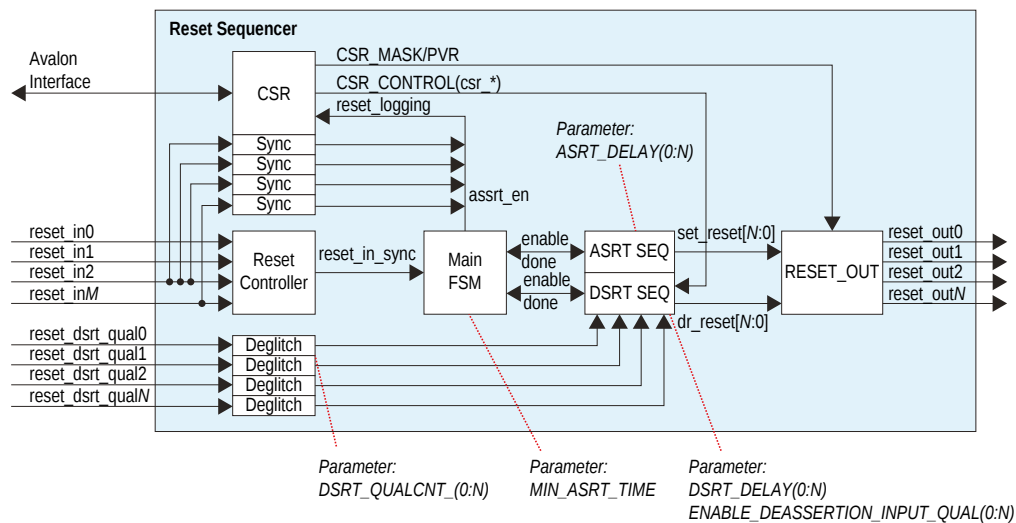 Reset Sequencer
Avalon
Interface
CSR
CSR_MASK/PVR
CSR_CONTROL(csr_*)
reset_logging
Parameter:
ASRT_DELAY(0:N)
Sync
Sync
Sync
Sync
assrt_en
reset_in0
reset_in1
reset_in2
reset_inM
Reset
Controller
reset_in_sync
Main
FSM
enable
done
enable
done
ASRT SEQ
DSRT SEQ
set_reset[N:0]
dr_reset[N:0]
RESET_OUT
reset_out0
reset_out1
reset_out2
reset_outN
reset_dsrt_qual0
reset_dsrt_qual1
reset_dsrt_qual2
reset_dsrt_qualN
Deglitch
Deglitch
Deglitch
Deglitch
Parameter:
DSRT_QUALCNT_(0:N)
Parameter:
MIN_ASRT_TIME
Parameter:
DSRT_DELAY(0:N)
ENABLE_DEASSERTION_INPUT_QUAL(0:N)